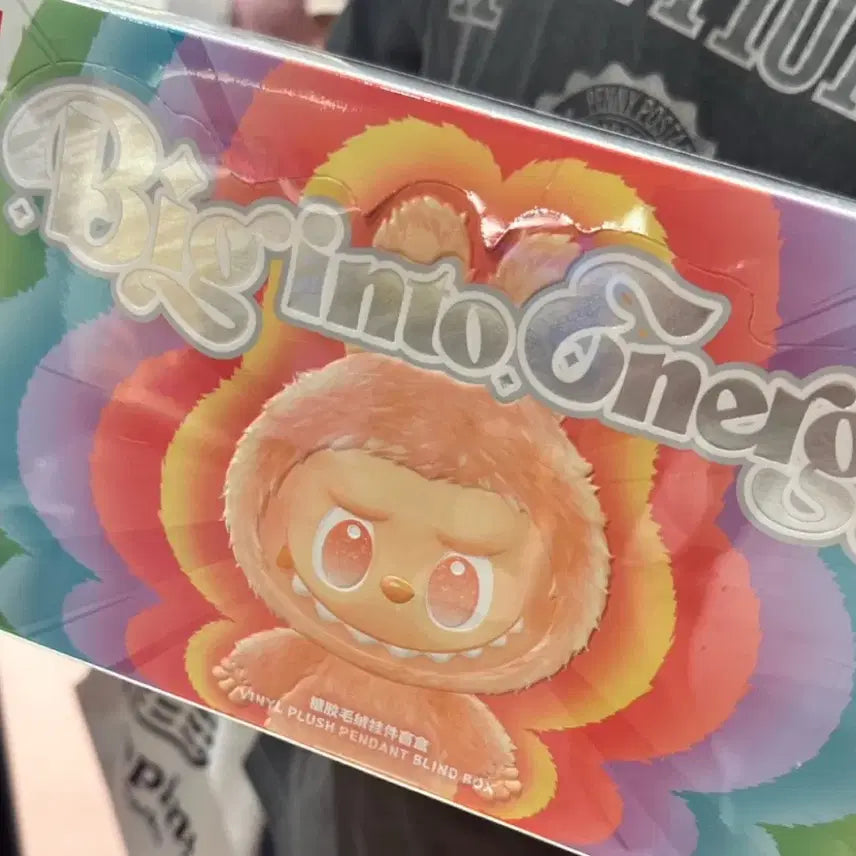 Big into Energ
搪胶毛绒挂件盲盒
VINYL PLUSH PENDANT BLIND BOX